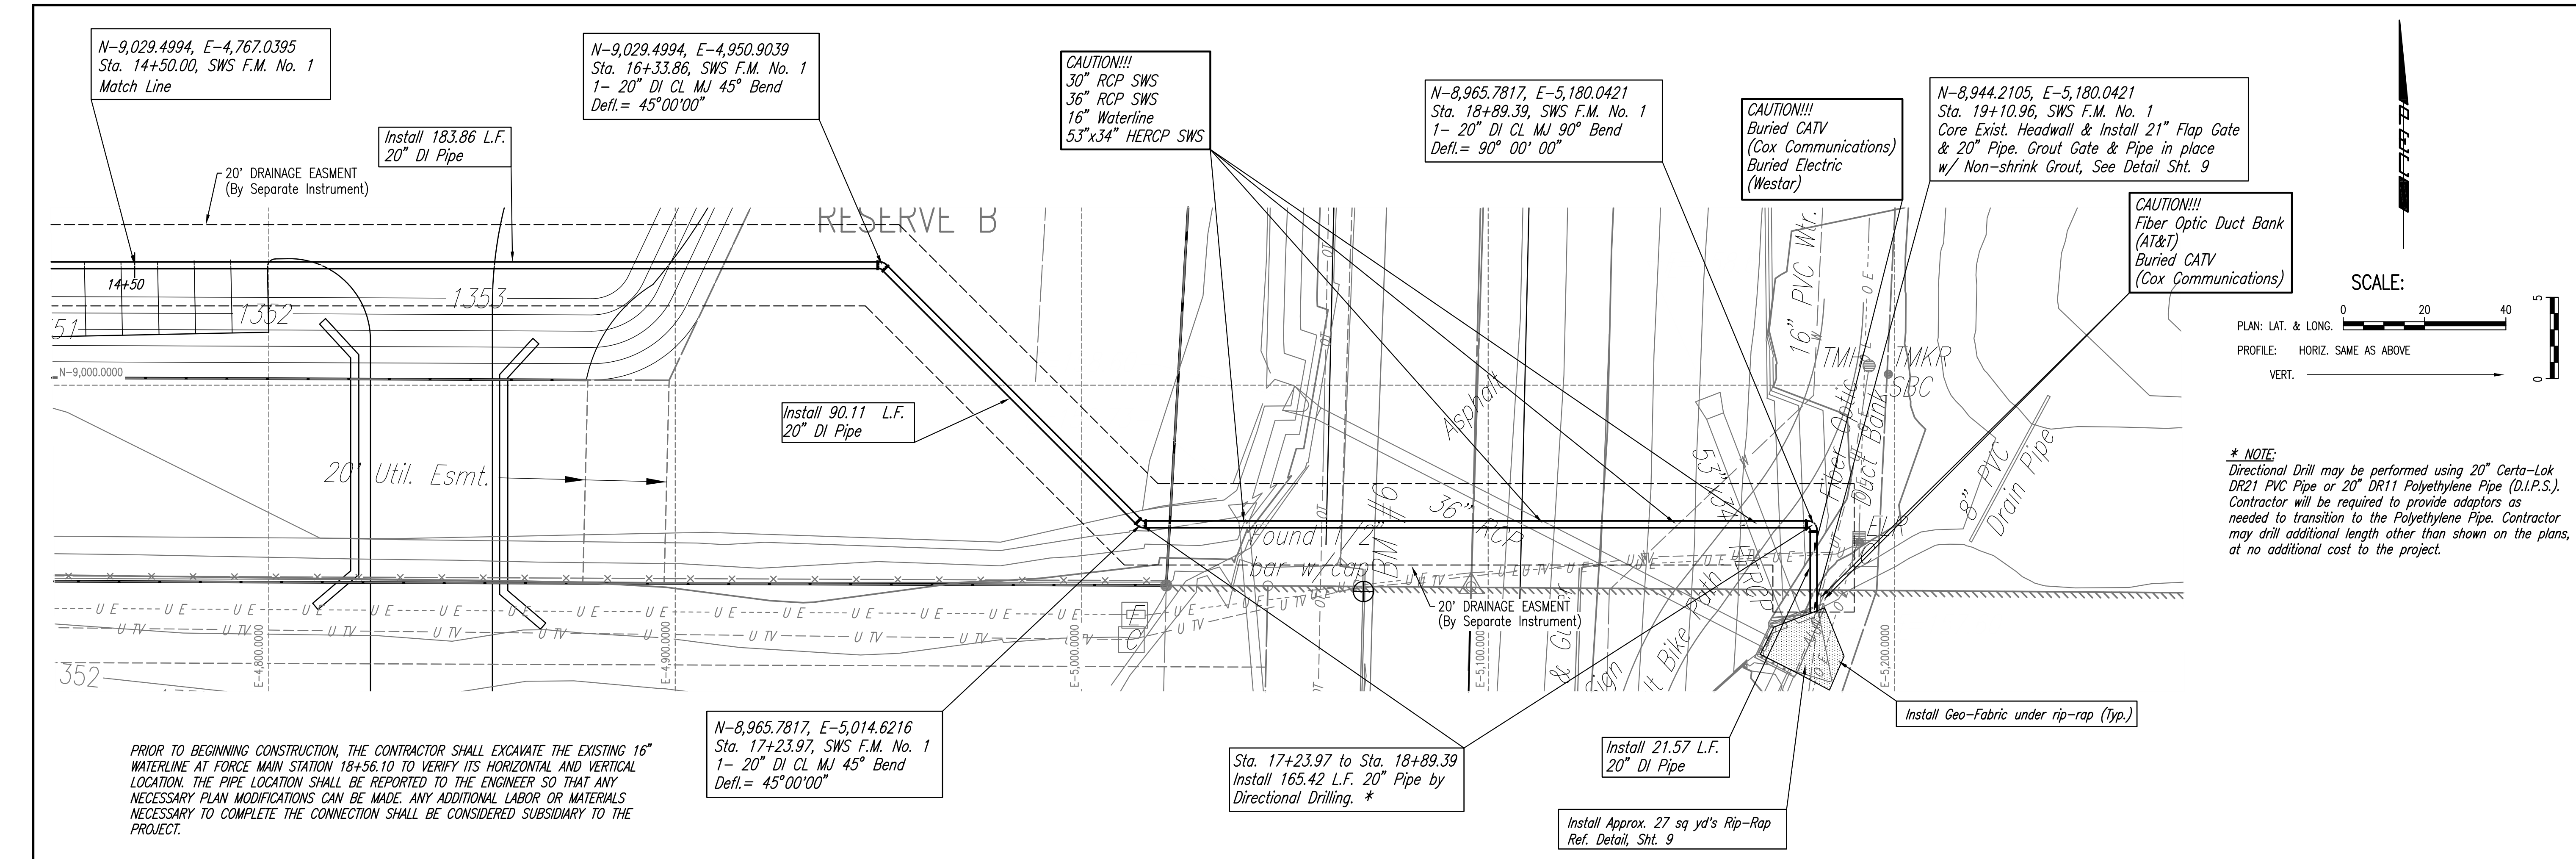 N-9,029.4994, E-4,767.0395
Sta. 14+50.00, SWS F.M. No. 1
Match Line
N-9,029.4994, E-4,950.9039
Sta. 16+33.86, SWS F.M. No. 1
1- 20" DI CL MJ 45° Bend
Defl.= 45°00'00"
Install 183.86 L.F.
20" DI Pipe
20' DRAINAGE EASMENT
(By Separate Instrument)
CAUTION!!!
30" RCP SWS
36" RCP SWS
16" Waterline
53"x34" HERCP SWS
N-8,965.7817, E-5,180.0421
Sta. 18+89.39, SWS F.M. No. 1
1- 20" DI CL MJ 90° Bend
Defl.= 90° 00' 00"
CAUTION!!!
Buried CATV
(Cox Communications)
Buried Electric
(Westar)
N-8,944.2105, E-5,180.0421
Sta. 19+10.96, SWS F.M. No. 1
Core Exist. Headwall & Install 21" Flap Gate
& 20" Pipe. Grout Gate & Pipe in place
w/ Non-shrink Grout, See Detail Sht. 9
CAUTION!!!
Fiber Optic Duct Bank
(AT&T)
Buried CATV
(Cox Communications)
SCALE:
0 20 40
PLAN: LAT. & LONG.
PROFILE: HORIZ. SAME AS ABOVE
VERT.
0 5
RESERVE B
14+50
1352
1353
51
N-9,000.0000
20' Util. Esmt.
Install 90.11 L.F.
20" DI Pipe
Asphalt
16" PVC Wtr.
TMH
TMKR
SBC
Fiber Optic
Duct Bank
8" PVC
Drain Pipe
36" RCP
Found 1/2"
bar w/ cap
BM #6
20' DRAINAGE EASMENT
(By Separate Instrument)
Bike Path
Sign
E
C
352
E-4,800.0000
E-4,900.0000
E-5,000.0000
E-5,100.0000
E-5,200.0000
* NOTE:
Directional Drill may be performed using 20" Certa-Lok
DR21 PVC Pipe or 20" DR11 Polyethylene Pipe (D.I.P.S.).
Contractor will be required to provide adaptors as
needed to transition to the Polyethylene Pipe. Contractor
may drill additional length other than shown on the plans,
at no additional cost to the project.
N-8,965.7817, E-5,014.6216
Sta. 17+23.97, SWS F.M. No. 1
1- 20" DI CL MJ 45° Bend
Defl.= 45°00'00"
Sta. 17+23.97 to Sta. 18+89.39
Install 165.42 L.F. 20" Pipe by
Directional Drilling. *
Install 21.57 L.F.
20" DI Pipe
Install Geo-Fabric under rip-rap (Typ.)
Install Approx. 27 sq yd's Rip-Rap
Ref. Detail, Sht. 9
PRIOR TO BEGINNING CONSTRUCTION, THE CONTRACTOR SHALL EXCAVATE THE EXISTING 16"
WATERLINE AT FORCE MAIN STATION 18+56.10 TO VERIFY ITS HORIZONTAL AND VERTICAL
LOCATION. THE PIPE LOCATION SHALL BE REPORTED TO THE ENGINEER SO THAT ANY
NECESSARY PLAN MODIFICATIONS CAN BE MADE. ANY ADDITIONAL LABOR OR MATERIALS
NECESSARY TO COMPLETE THE CONNECTION SHALL BE CONSIDERED SUBSIDIARY TO THE
PROJECT.